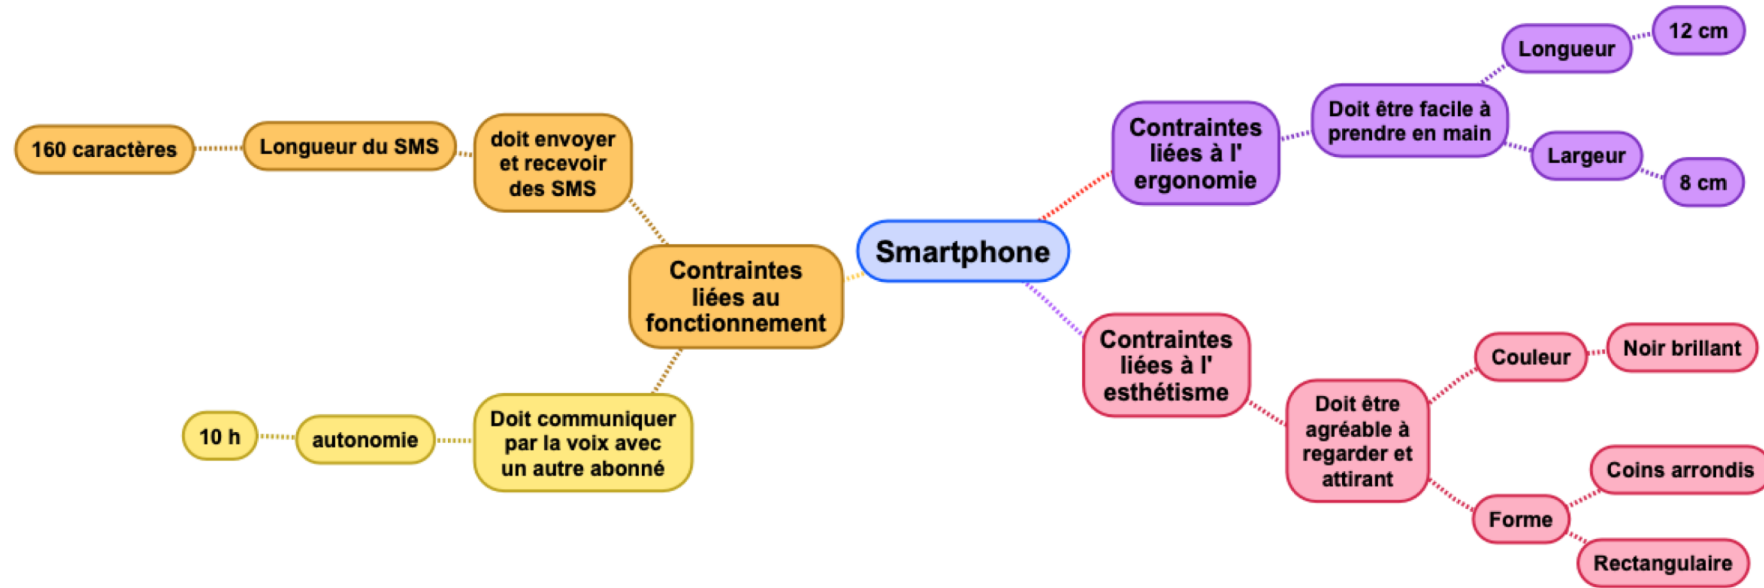 Smartphone
Contraintes
liées à l'
ergonomie
Doit être facile à
prendre en main
Longueur
12 cm
Largeur
8 cm
Contraintes
liées à l'
esthétisme
Doit être
agréable à
regarder et
attirant
Couleur
Noir brillant
Forme
Coins arrondis
Rectangulaire
Contraintes
liées au
fonctionnement
doit envoyer
et recevoir
des SMS
Longueur du SMS
160 caractères
Doit communiquer
par la voix avec
un autre abonné
autonomie
10 h